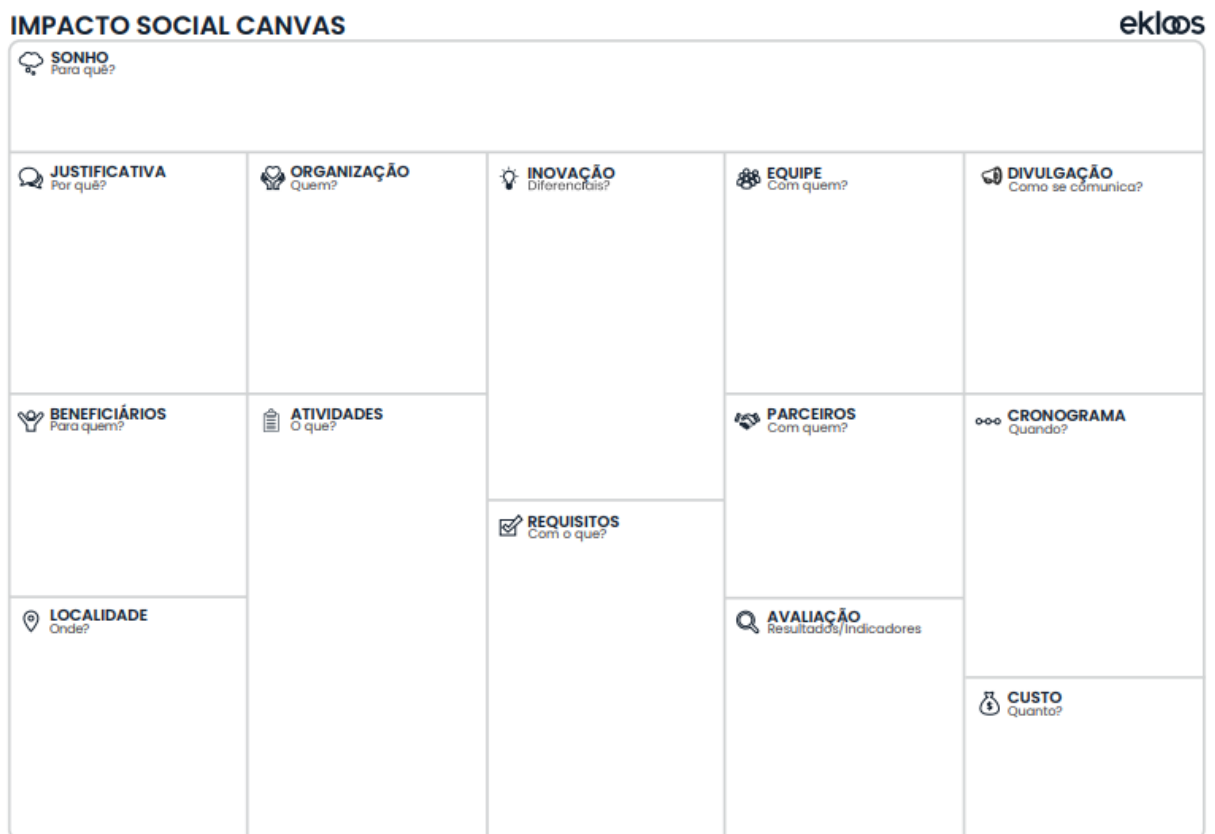 IMPACTO SOCIAL CANVAS
ekloos
SONHO
Para quê?
JUSTIFICATIVA
Por quê?
ORGANIZAÇÃO
Quem?
INOVAÇÃO
Diferenciais?
EQUIPE
Com quem?
DIVULGAÇÃO
Como se comunica?
BENEFICIÁRIOS
Para quem?
ATIVIDADES
O que?
PARCEIROS
Com quem?
CRONOGRAMA
Quando?
REQUISITOS
Com o que?
LOCALIDADE
Onde?
AVALIAÇÃO
Resultados/Indicadores
CUSTO
Quanto?